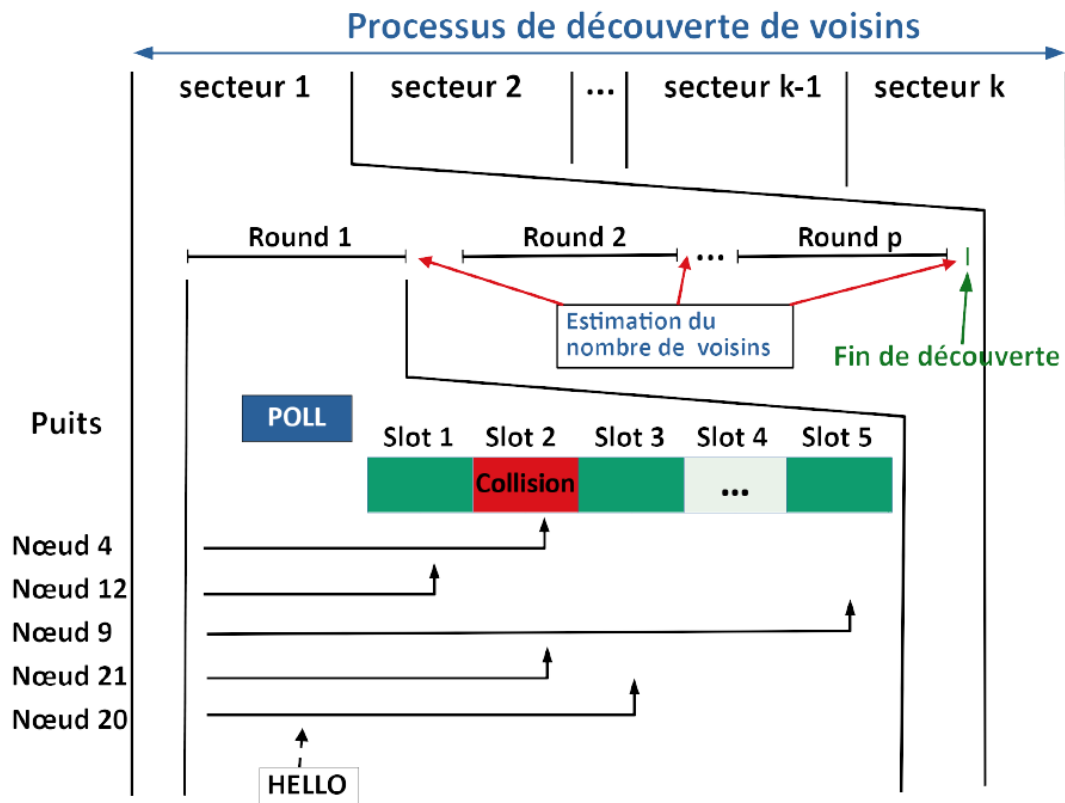 Processus de découverte de voisins
secteur 1 secteur 2 ... secteur k-1 secteur k
Round 1 Round 2 ... Round p
Estimation du
nombre de voisins
Fin de découverte
Puits
POLL
Slot 1 Slot 2 Slot 3 Slot 4 Slot 5
Collision ...
Nœud 4
Nœud 12
Nœud 9
Nœud 21
Nœud 20
HELLO